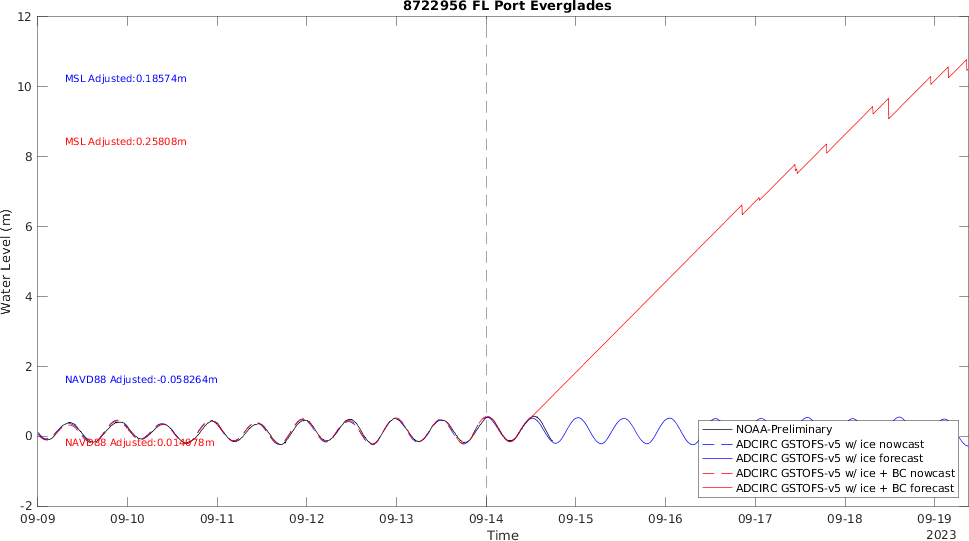 8722956 FL Port Everglades
12
10
8
6
4
2
0
-2
Water Level (m)
MSL Adjusted:0.18574m
MSL Adjusted:0.25808m
NAVD88 Adjusted:-0.058264m
NAVD88 Adjusted:0.014078m
NOAA-Preliminary
ADCIRC GSTOFS-v5 w/ ice nowcast
ADCIRC GSTOFS-v5 w/ ice forecast
ADCIRC GSTOFS-v5 w/ ice + BC nowcast
ADCIRC GSTOFS-v5 w/ ice + BC forecast
09-09 09-10 09-11 09-12 09-13 09-14 09-15 09-16 09-17 09-18 09-19
Time
2023